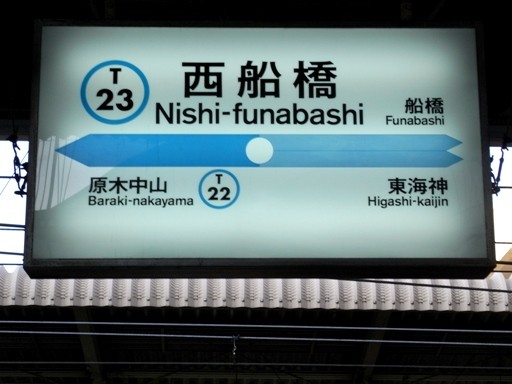 T
23
西船橋
Nishi-funabashi
船橋
Funabashi
原木中山
Baraki-nakayama
T
22
東海神
Higashi-kaijin